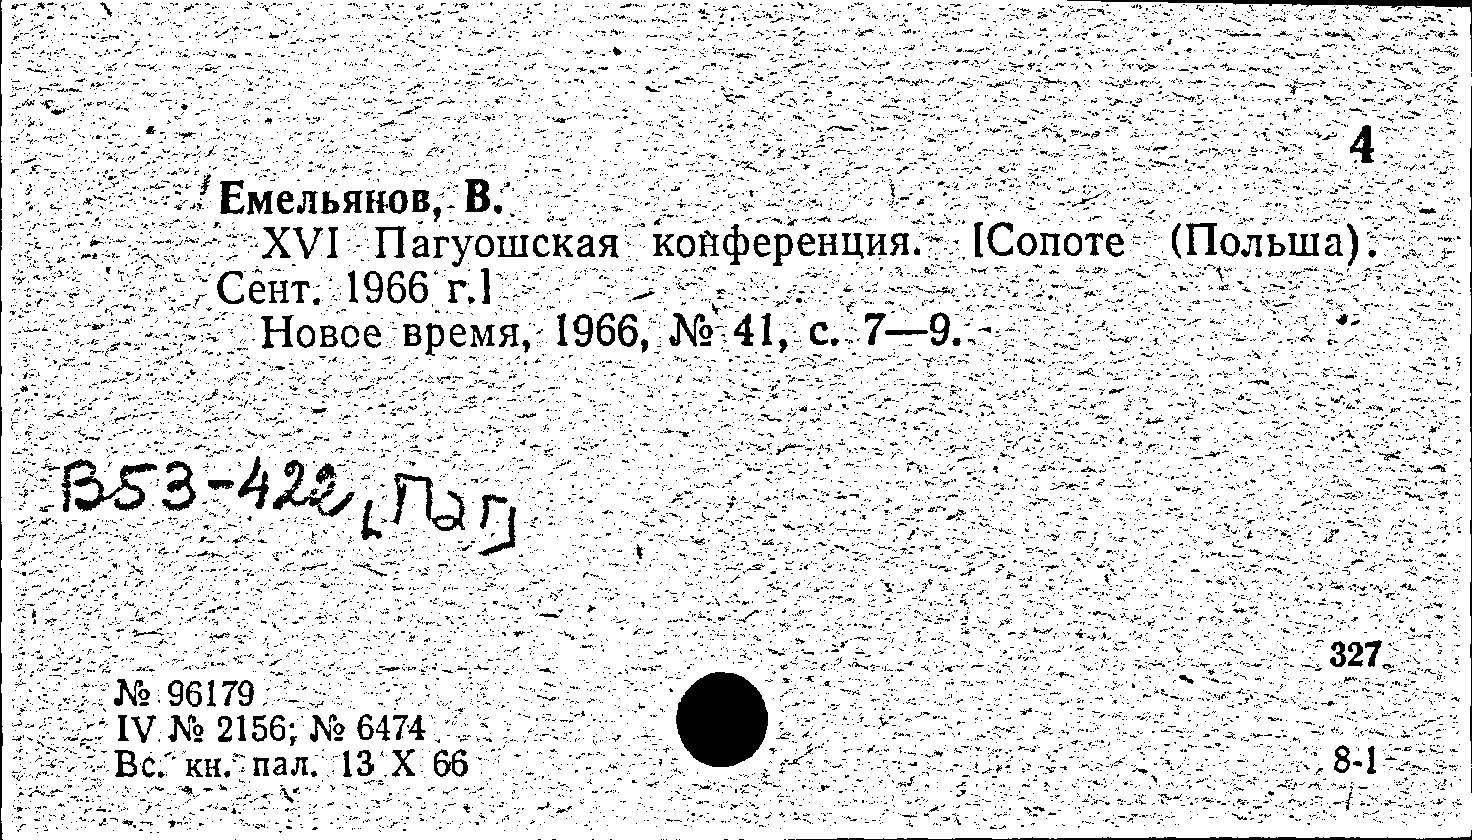 4
Емельянов, В.
XVI Пагуошская конференция. [Сопоте (Польша).
Сент. 1966 г.]
Новое время, 1966, № 41, с. 7—9.
В53-422 [Паг]
327
№ 96179
IV № 2156; № 6474
Вс. кн. пал. 13 X 66
8-1